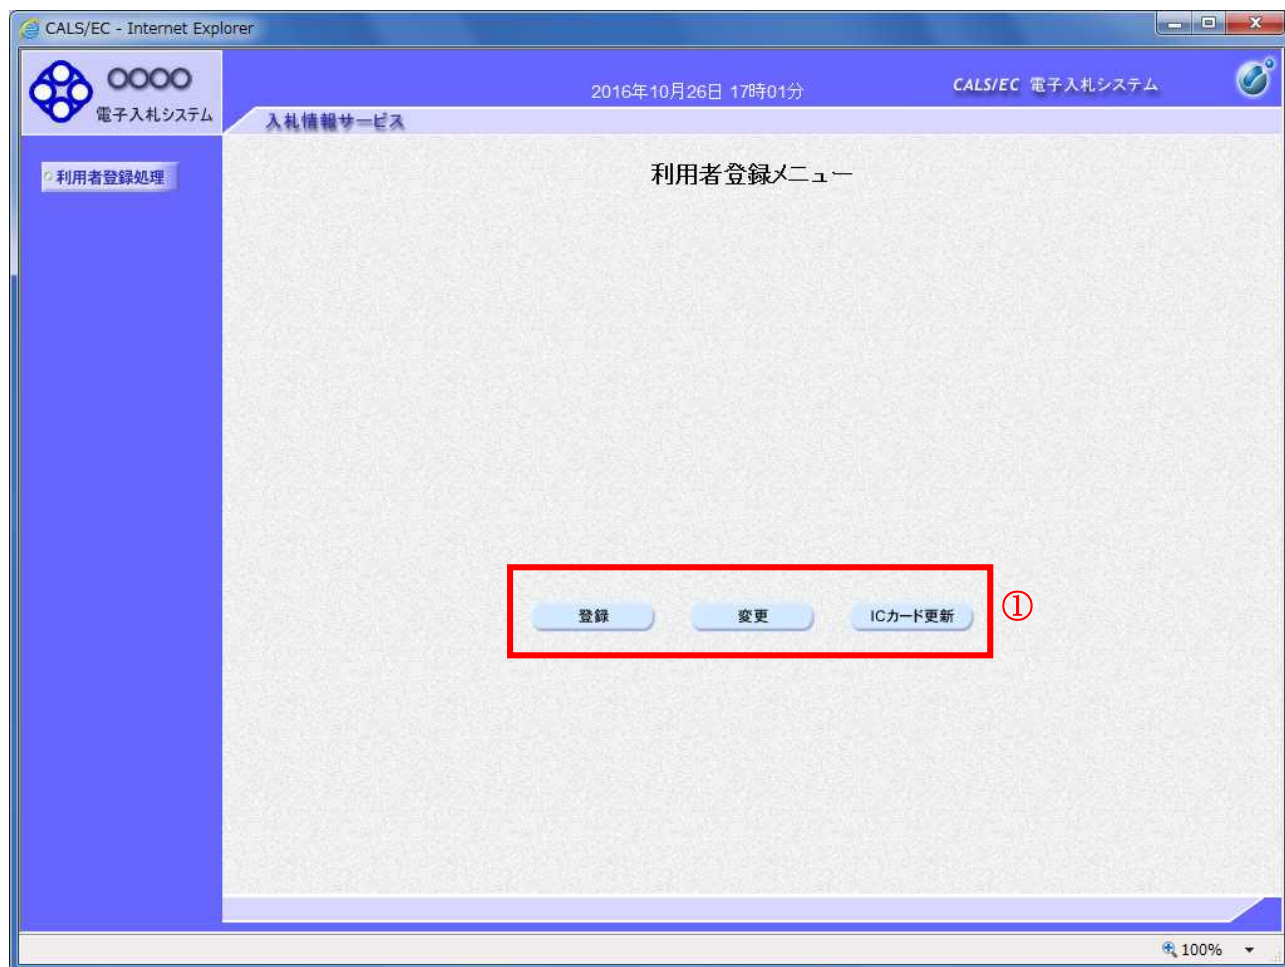 CALS/EC - Internet Explorer
○○○○
電子入札システム
2016年10月26日 17時01分
CALS/EC 電子入札システム
入札情報サービス
利用者登録処理
利用者登録メニュー
登録 変更 ICカード更新 ①
100%